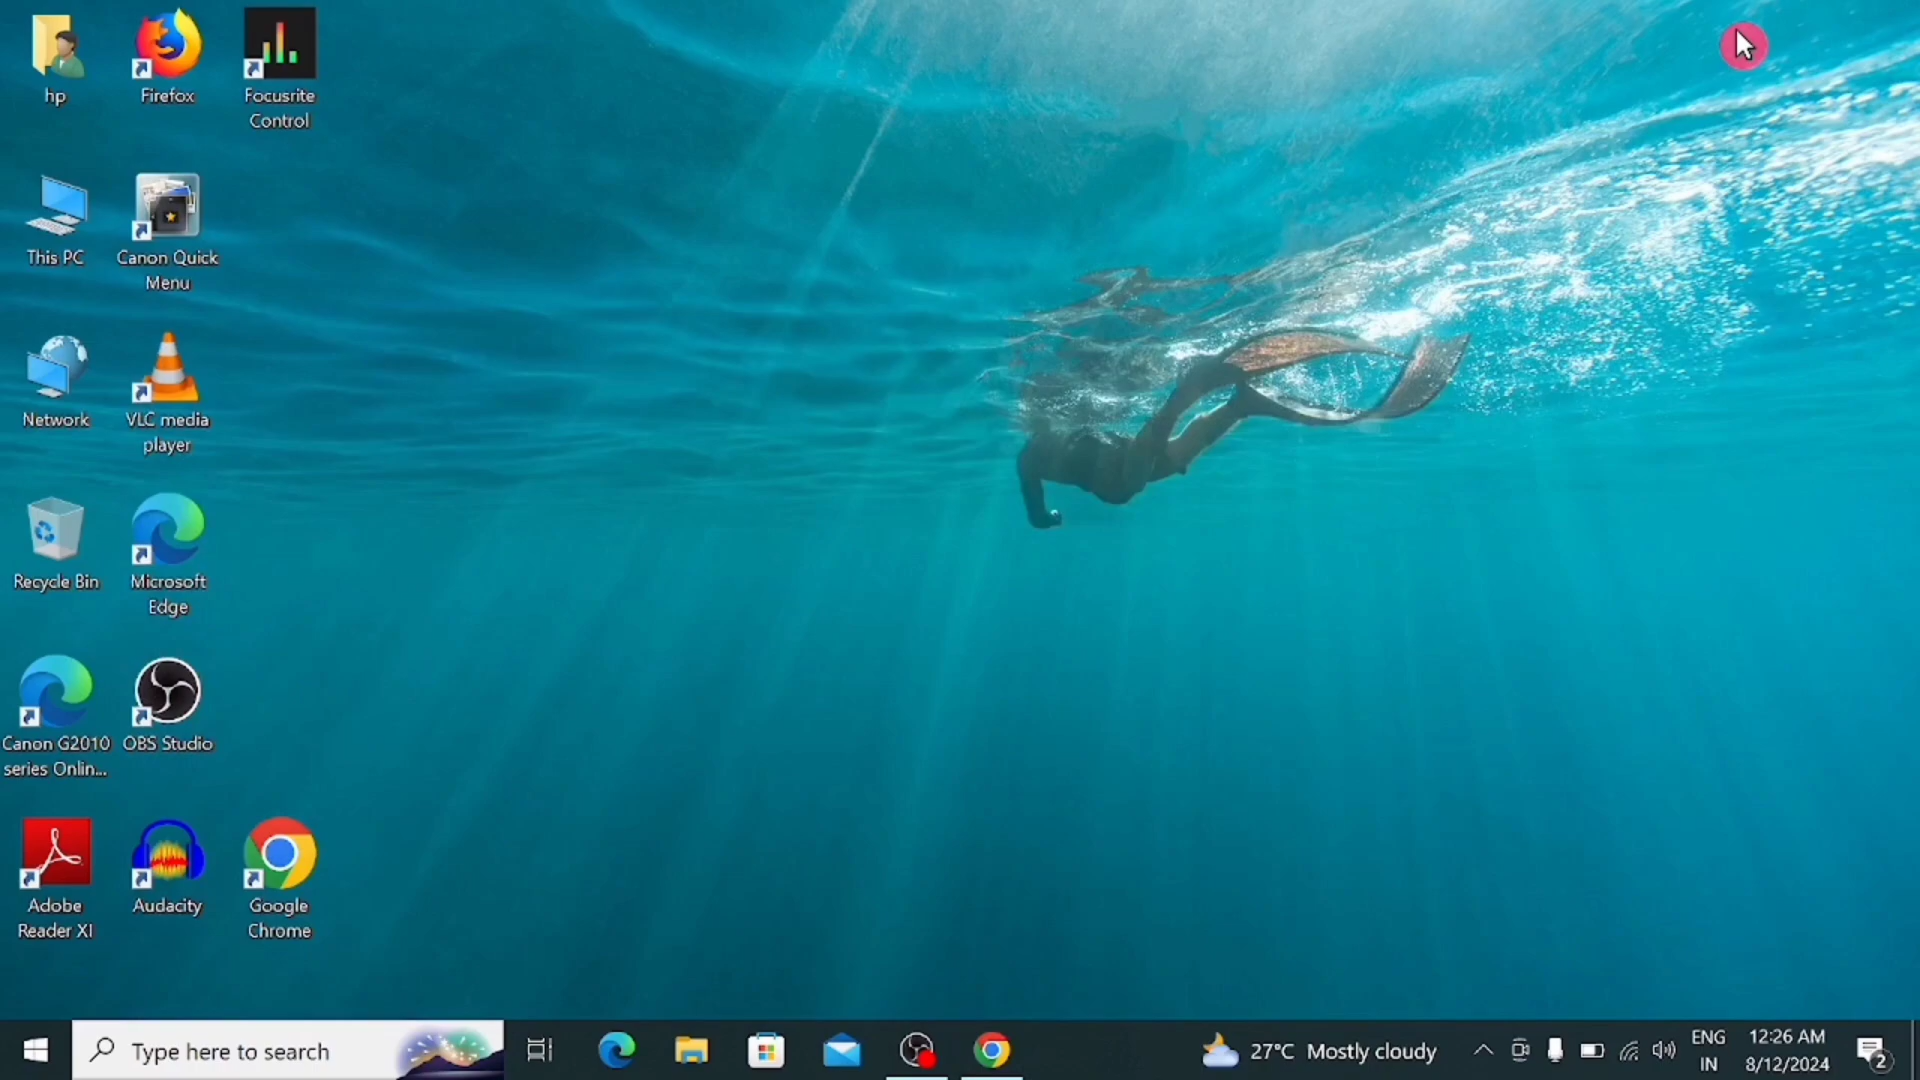 hp
Firefox
Focusrite
Control
This PC
Canon Quick
Menu
Network
VLC media
player
Recycle Bin
Microsoft
Edge
Canon G2010
series Onlin...
OBS Studio
Adobe
Reader XI
Audacity
Google
Chrome
Type here to search
27°C Mostly cloudy
ENG
IN
12:26 AM
8/12/2024
2